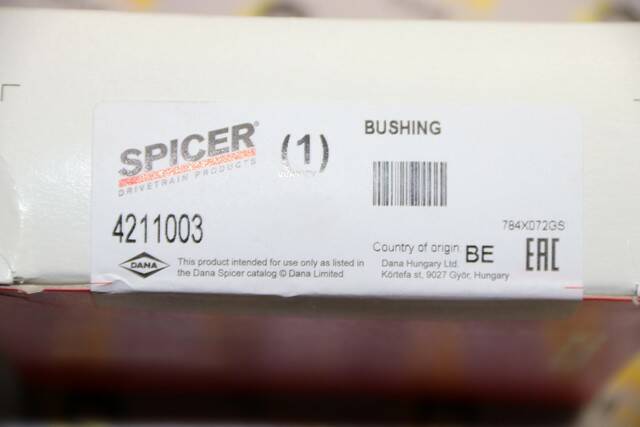 SPICER®
DRIVETRAIN PRODUCTS
(1)
QUANTITY
BUSHING
4211003
784X072GS
DANA
This product intended for use only as listed in
the Dana Spicer catalog © Dana Limited
Country of origin: BE
Dana Hungary Ltd.
Körtefa st, 9027 Győr, Hungary
EAC